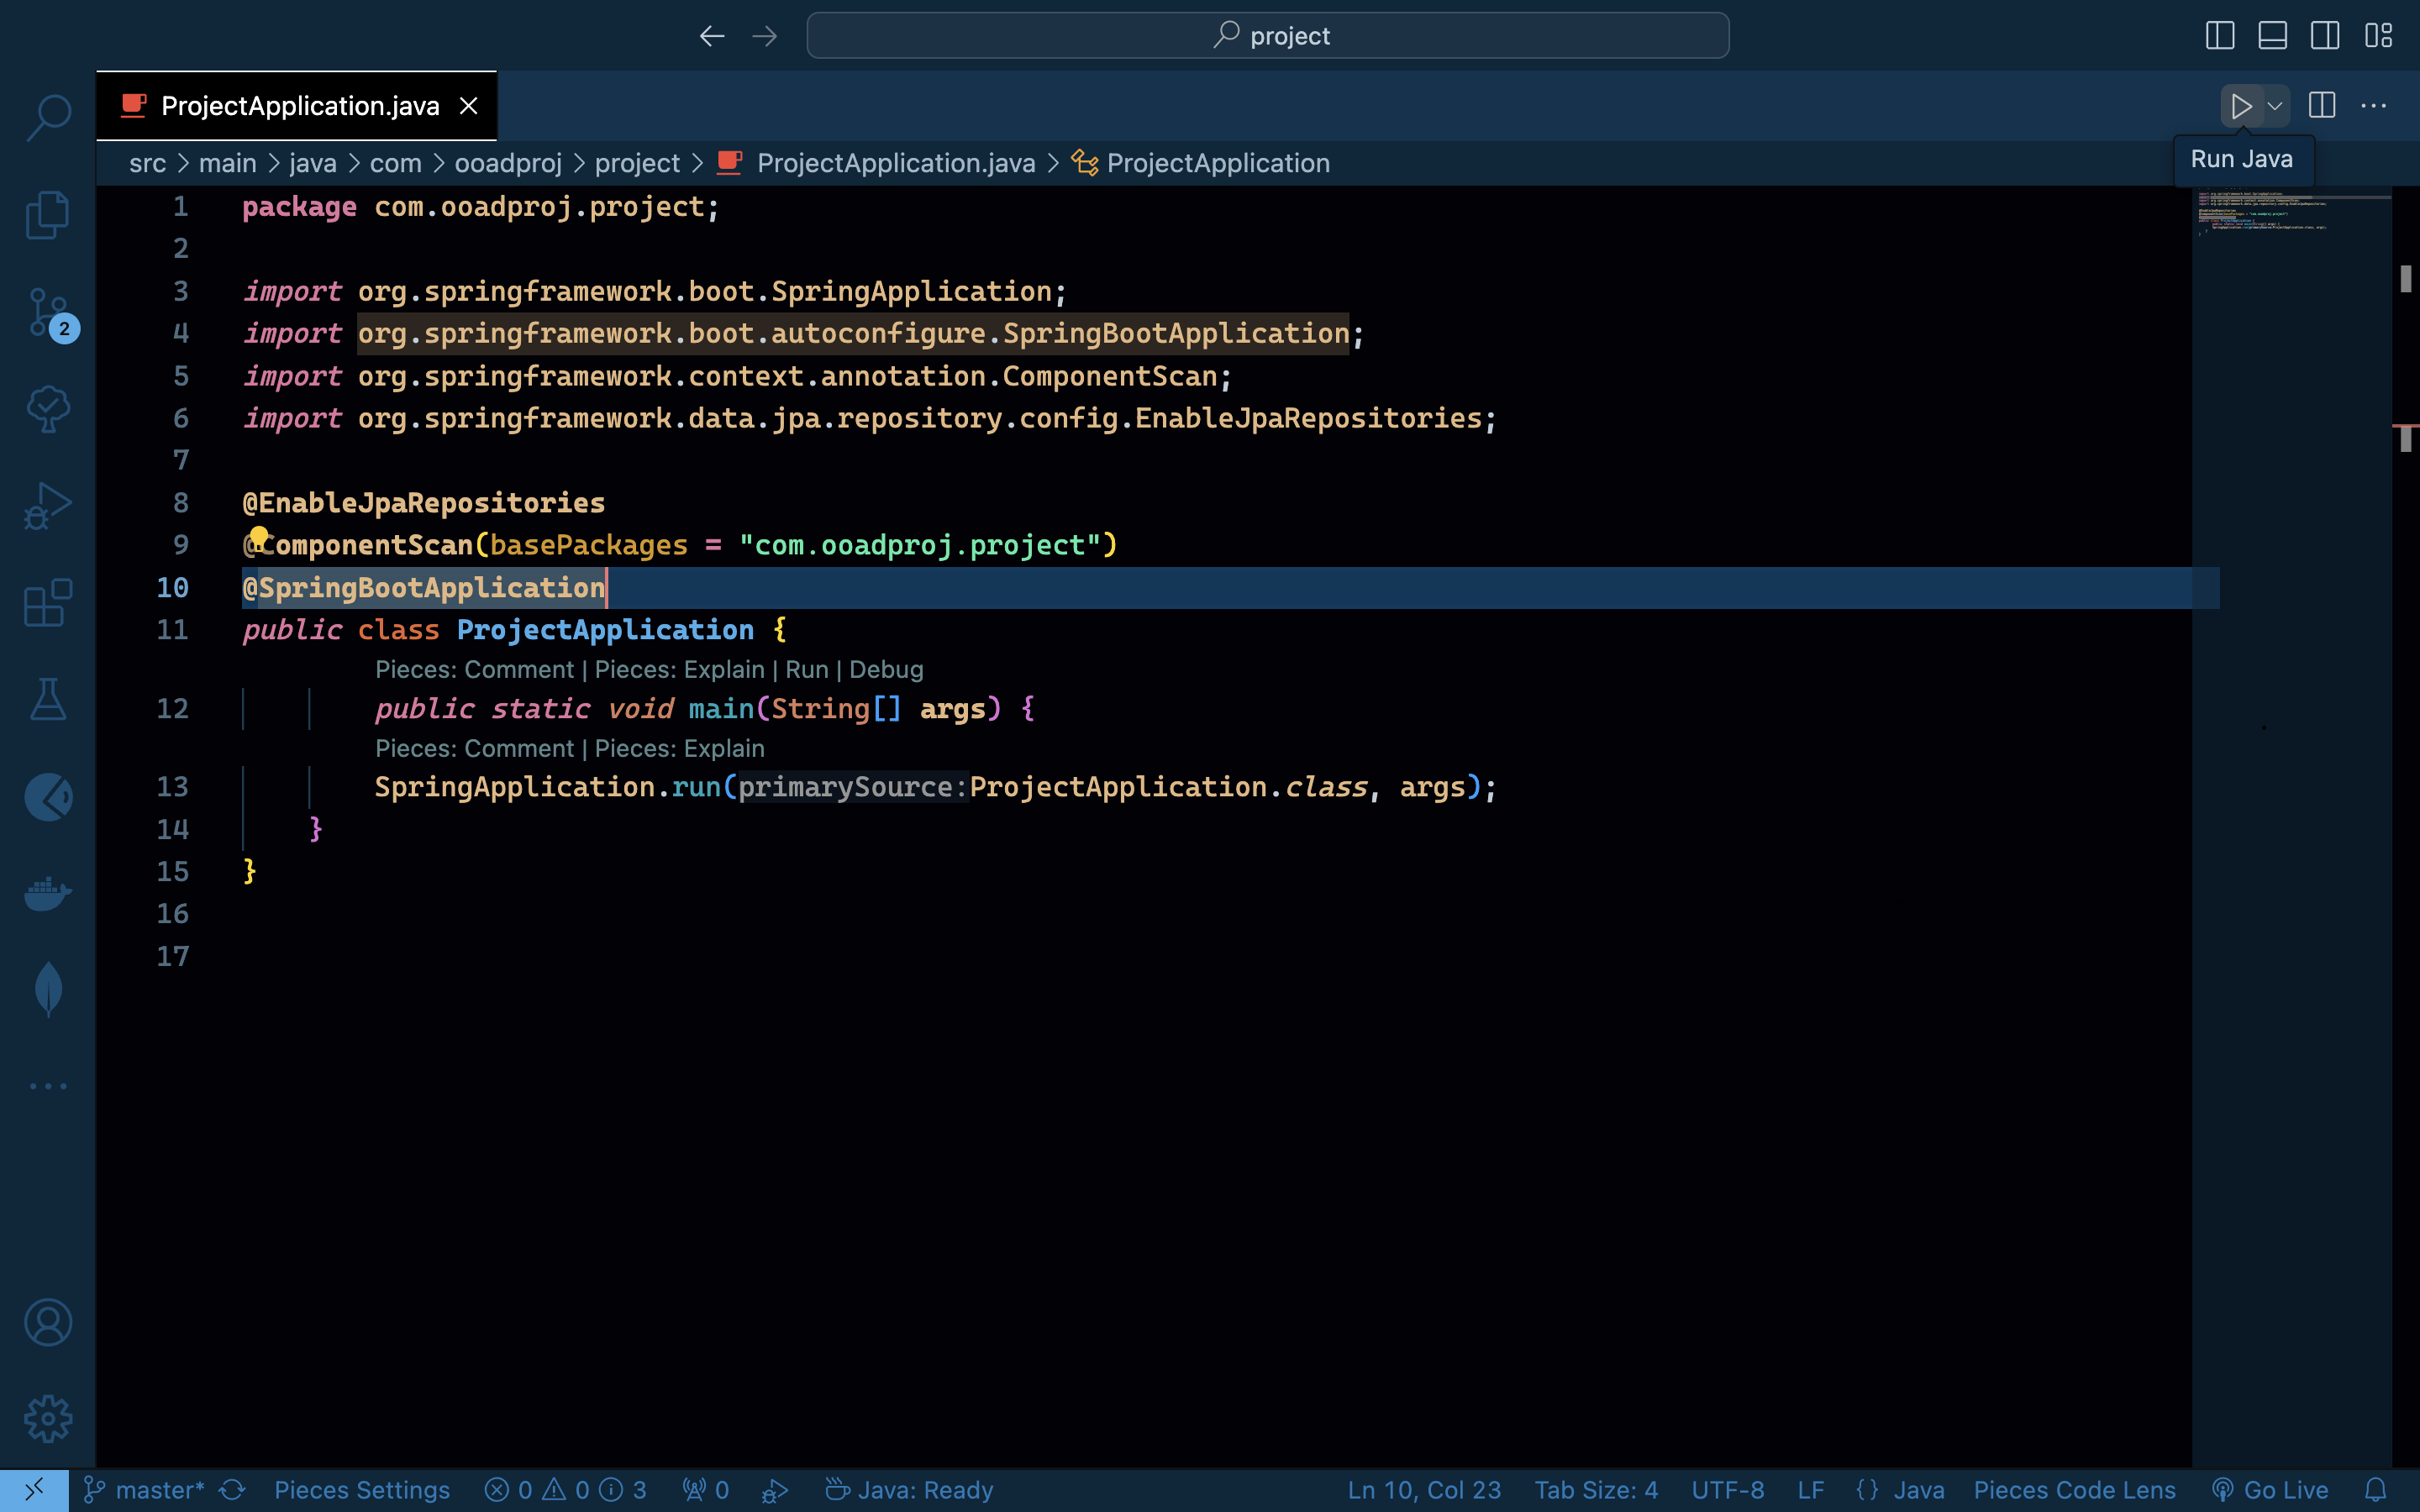 project
ProjectApplication.java
Run Java
src > main > java > com > ooadproj > project > ProjectApplication.java > ProjectApplication
1 package com.ooadproj.project;
2
3 import org.springframework.boot.SpringApplication;
4 import org.springframework.boot.autoconfigure.SpringBootApplication;
5 import org.springframework.context.annotation.ComponentScan;
6 import org.springframework.data.jpa.repository.config.EnableJpaRepositories;
7
8 @EnableJpaRepositories
9 @ComponentScan(basePackages = "com.ooadproj.project")
10 @SpringBootApplication
11 public class ProjectApplication {
Pieces: Comment | Pieces: Explain | Run | Debug
12 public static void main(String[] args) {
Pieces: Comment | Pieces: Explain
13 SpringApplication.run(primarySource:ProjectApplication.class, args);
14 }
15 }
16
17
2
master* Pieces Settings 0 0 3 0 Java: Ready Ln 10, Col 23 Tab Size: 4 UTF-8 LF {} Java Pieces Code Lens Go Live